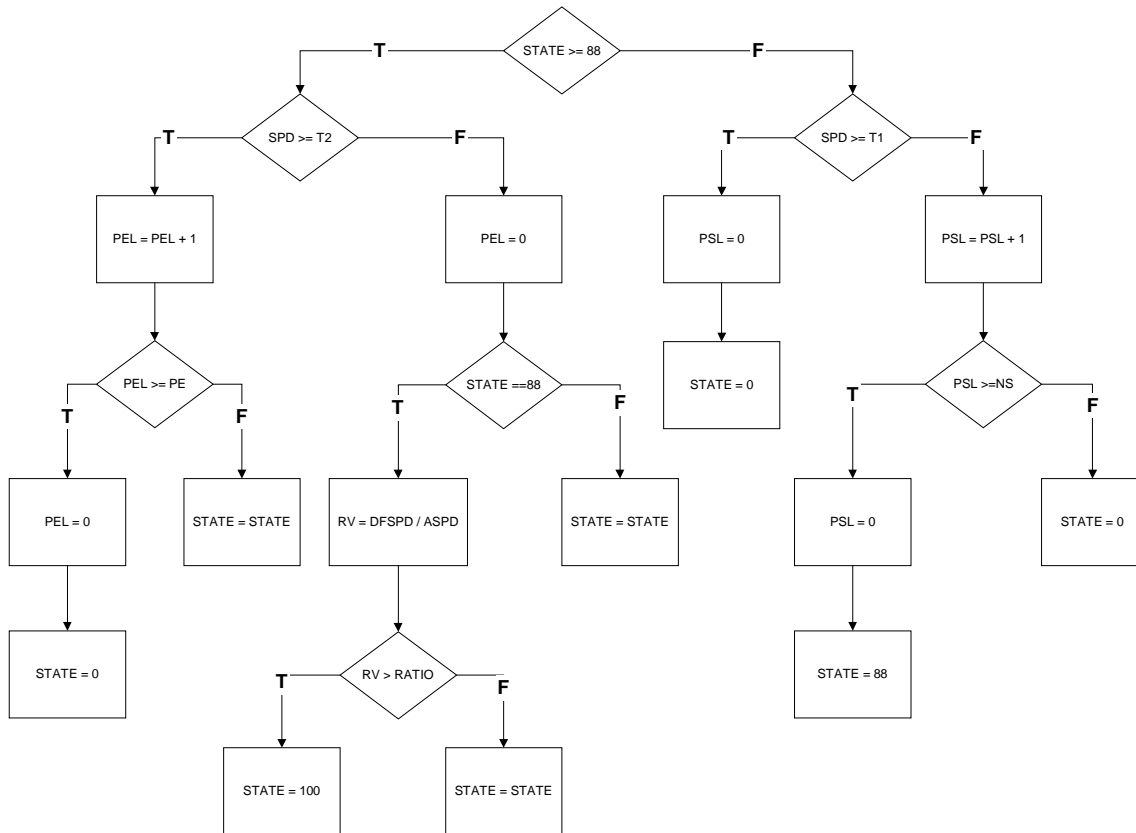 STATE >= 88
T
F
SPD >= T2
SPD >= T1
T
F
T
F
PEL = PEL + 1
PEL = 0
PSL = 0
PSL = PSL + 1
PEL >= PE
STATE ==88
STATE = 0
PSL >=NS
T
F
T
F
T
F
PEL = 0
STATE = STATE
RV = DFSPD / ASPD
STATE = STATE
PSL = 0
STATE = 0
STATE = 0
RV > RATIO
STATE = 88
T
F
STATE = 100
STATE = STATE